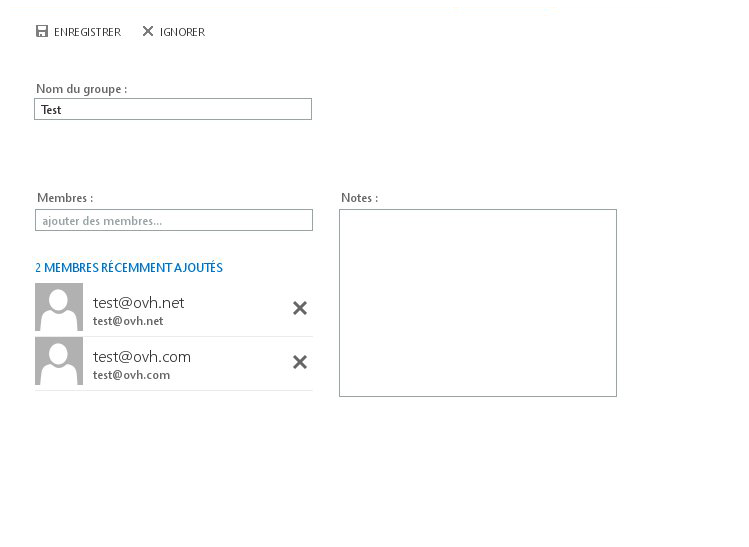 ENREGISTRER IGNORER
Nom du groupe :
Test
Membres :
ajouter des membres...
2 MEMBRES RÉCEMMENT AJOUTÉS
test@ovh.net
test@ovh.net
test@ovh.com
test@ovh.com
Notes :